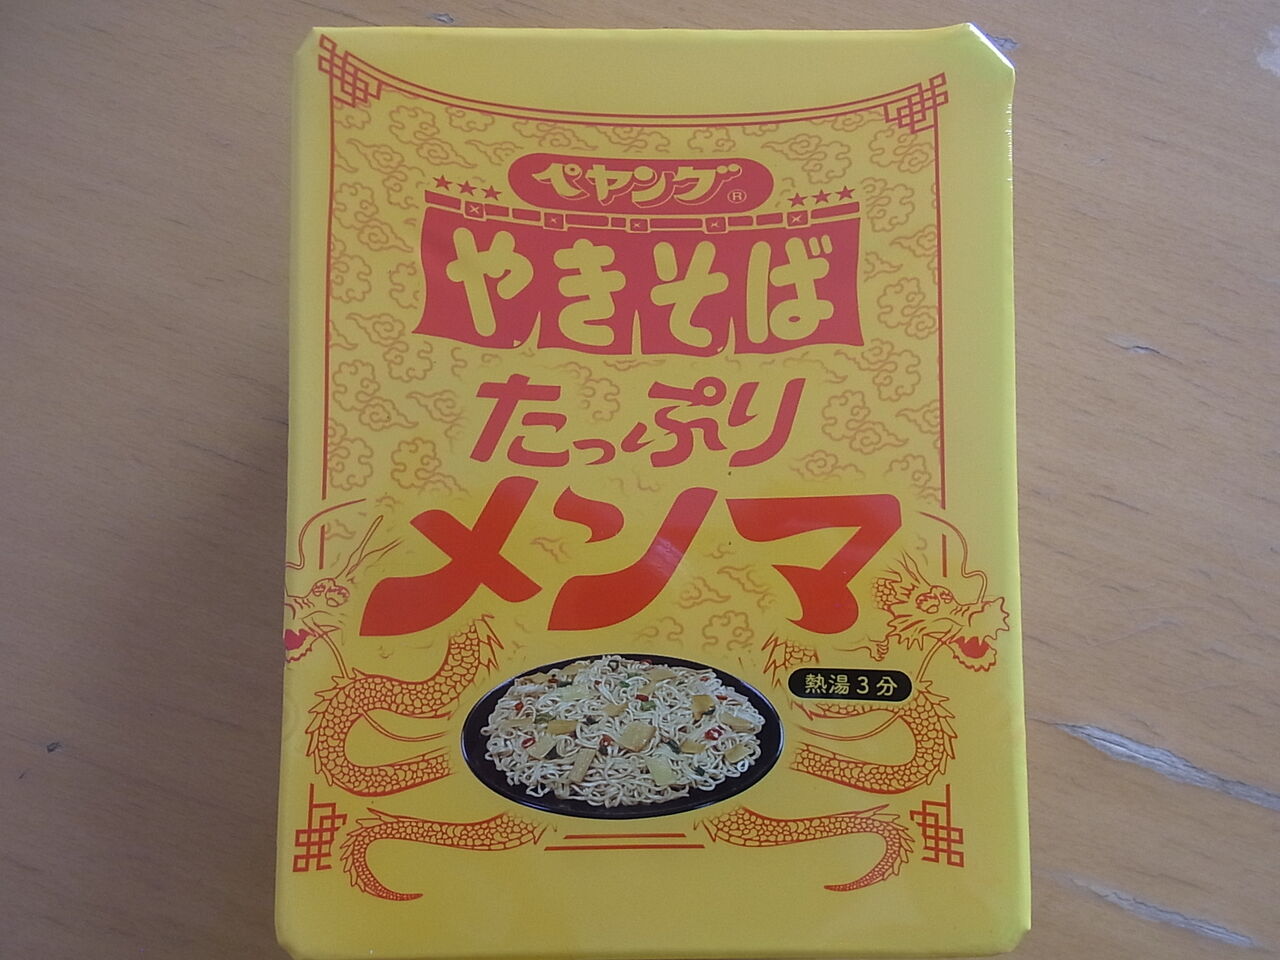 ペヤング®
やきそば
たっぷり
メンマ
熱湯3分